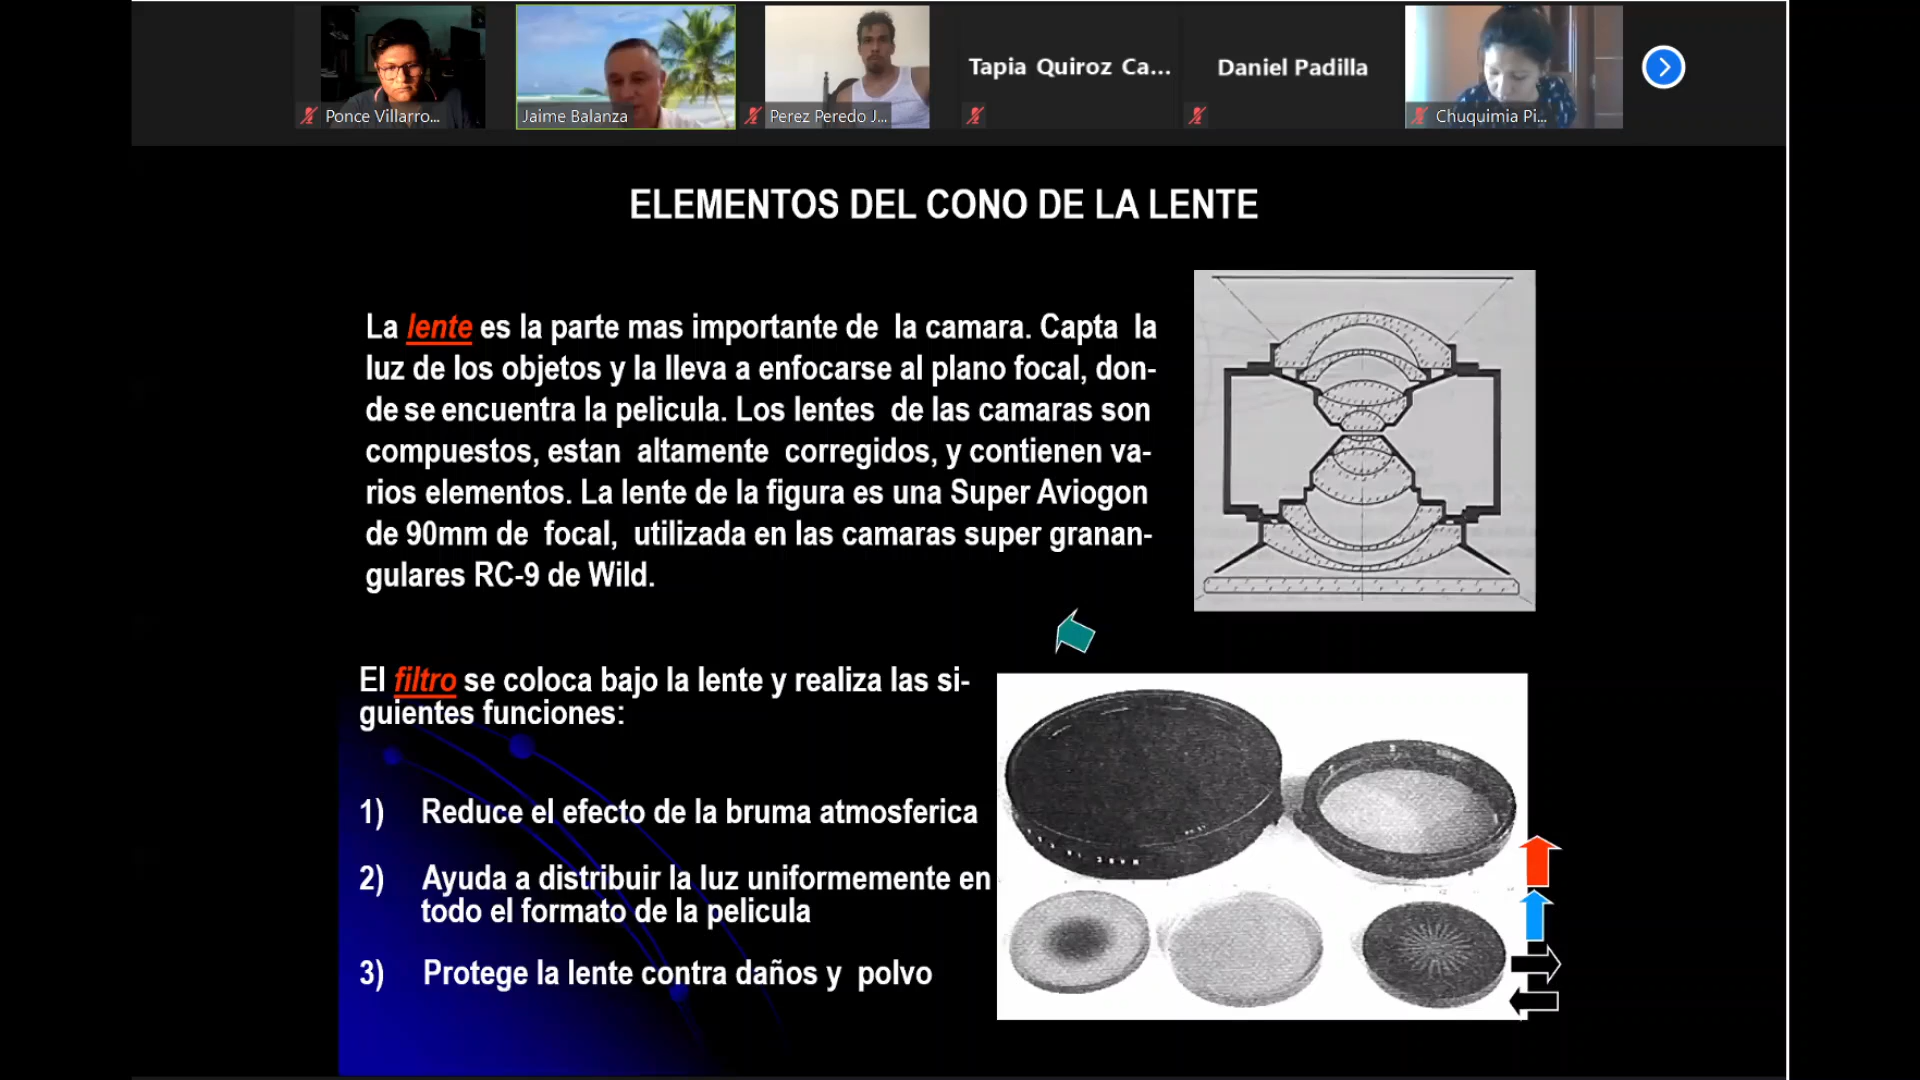 Tapia Quiroz Ca...
Daniel Padilla
Ponce Villarro...
Jaime Balanza
Perez Peredo J...
Chuquimia Pi...
ELEMENTOS DEL CONO DE LA LENTE
La lente es la parte mas importante de la camara. Capta la
luz de los objetos y la lleva a enfocarse al plano focal, don-
de se encuentra la pelicula. Los lentes de las camaras son
compuestos, estan altamente corregidos, y contienen va-
rios elementos. La lente de la figura es una Super Aviogon
de 90mm de focal, utilizada en las camaras super granan-
gulares RC-9 de Wild.
El filtro se coloca bajo la lente y realiza las si-
guientes funciones:
1) Reduce el efecto de la bruma atmosferica
2) Ayuda a distribuir la luz uniformemente en
todo el formato de la pelicula
3) Protege la lente contra daños y polvo